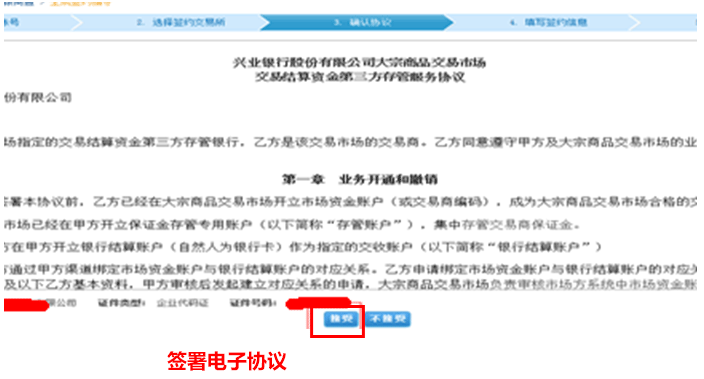 2. 选择签约交易所 3. 确认协议 4. 填写签约信息
兴业银行股份有限公司大宗商品交易市场
交易结算资金第三方存管服务协议
份有限公司
场指定的交易结算资金第三方存管银行，乙方是该交易市场的交易商。乙方同意遵守甲方及大宗商品交易市场的业
第一章 业务开通和撤销
签署本协议前，乙方已经在大宗商品交易市场开立市场资金账户（或交易商编码），成为大宗商品交易市场合格的交
市场已经在甲方开立保证金存管专用账户（以下简称“存管账户”），集中存管交易商保证金。
方在甲方开立银行结算账户（自然人为银行卡）作为指定的交收账户（以下简称“银行结算账户”）
方通过甲方渠道绑定市场资金账户与银行结算账户的对应关系。乙方申请绑定市场资金账户与银行结算账户的对应关
及以下乙方基本资料，甲方审核后发起建立对应关系的申请，大宗商品交易市场负责审核市场方系统中市场资金账
限公司 证件类型： 企业代码证 证件号码：
接受 不接受
签署电子协议